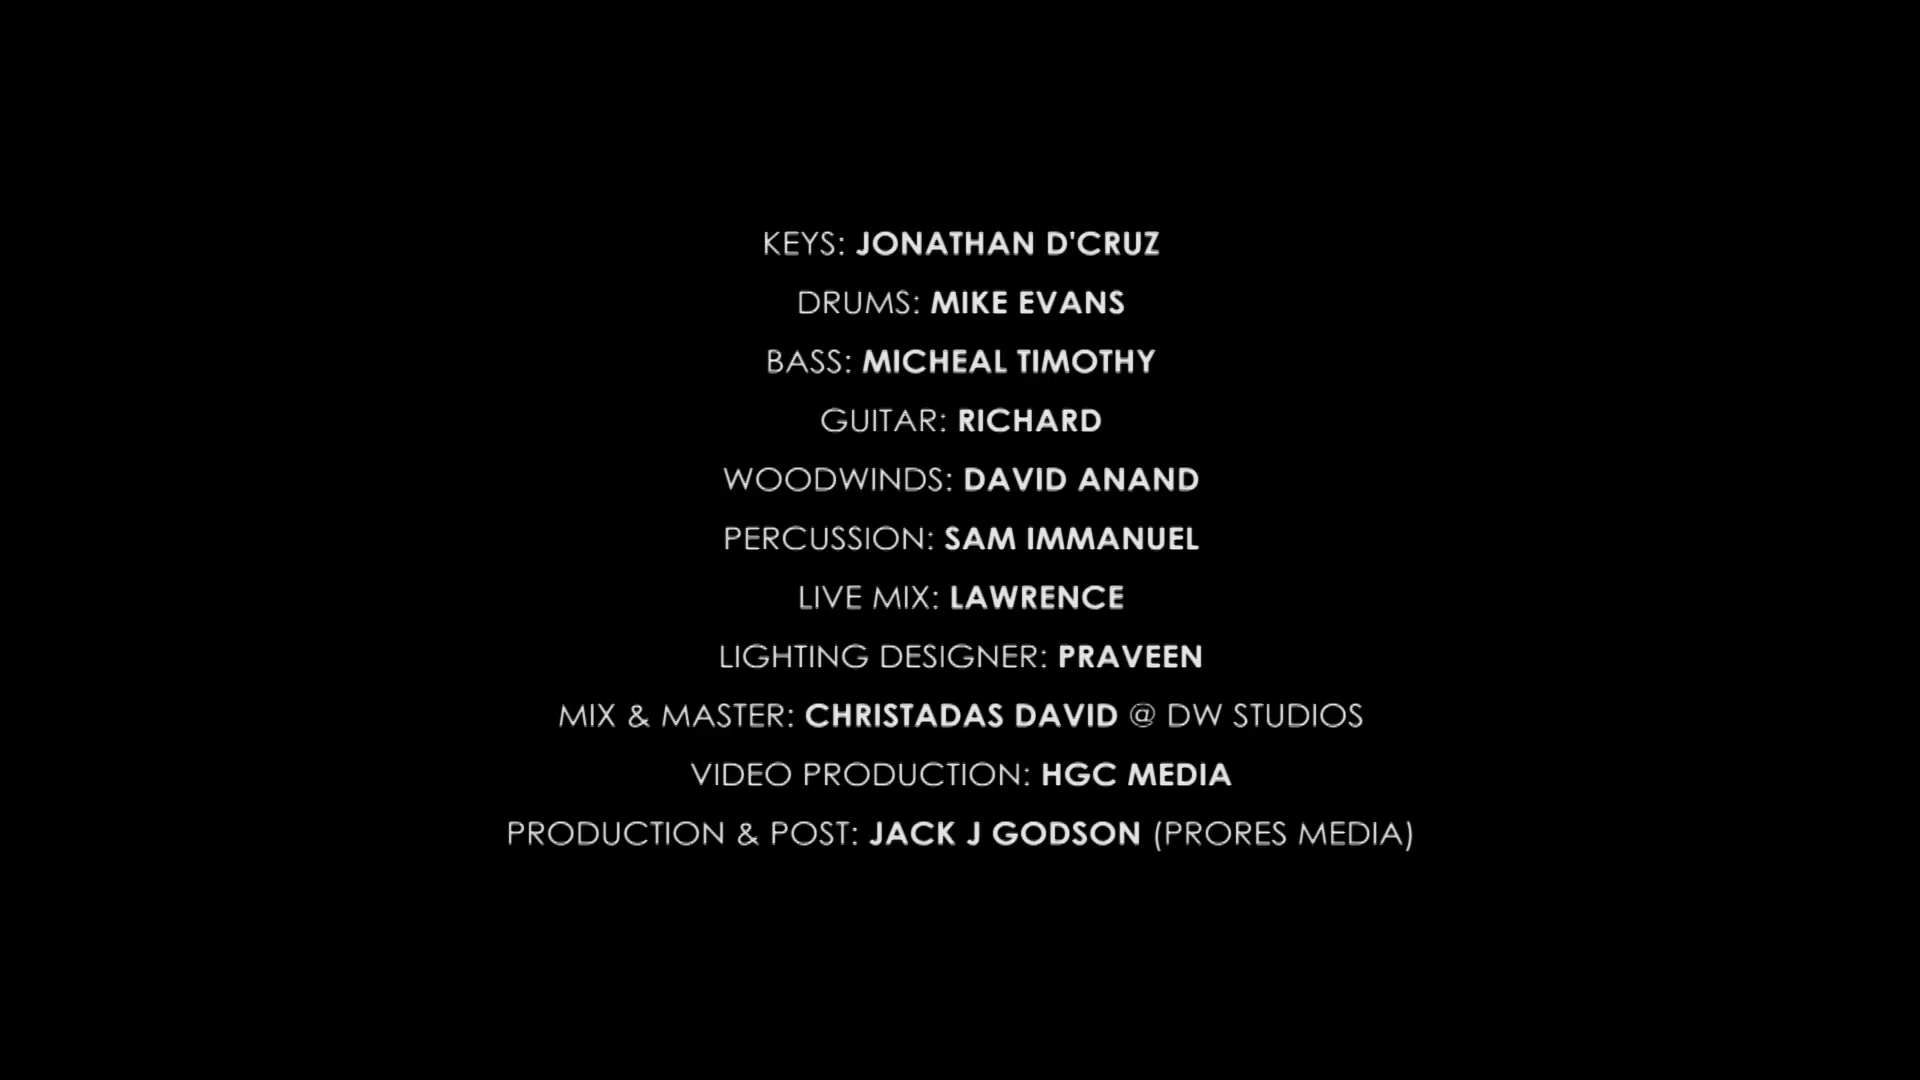 KEYS: JONATHAN D'CRUZ
DRUMS: MIKE EVANS
BASS: MICHEAL TIMOTHY
GUITAR: RICHARD
WOODWINDS: DAVID ANAND
PERCUSSION: SAM IMMANUEL
LIVE MIX: LAWRENCE
LIGHTING DESIGNER: PRAVEEN
MIX & MASTER: CHRISTADAS DAVID @ DW STUDIOS
VIDEO PRODUCTION: HGC MEDIA
PRODUCTION & POST: JACK J GODSON (PRORES MEDIA)